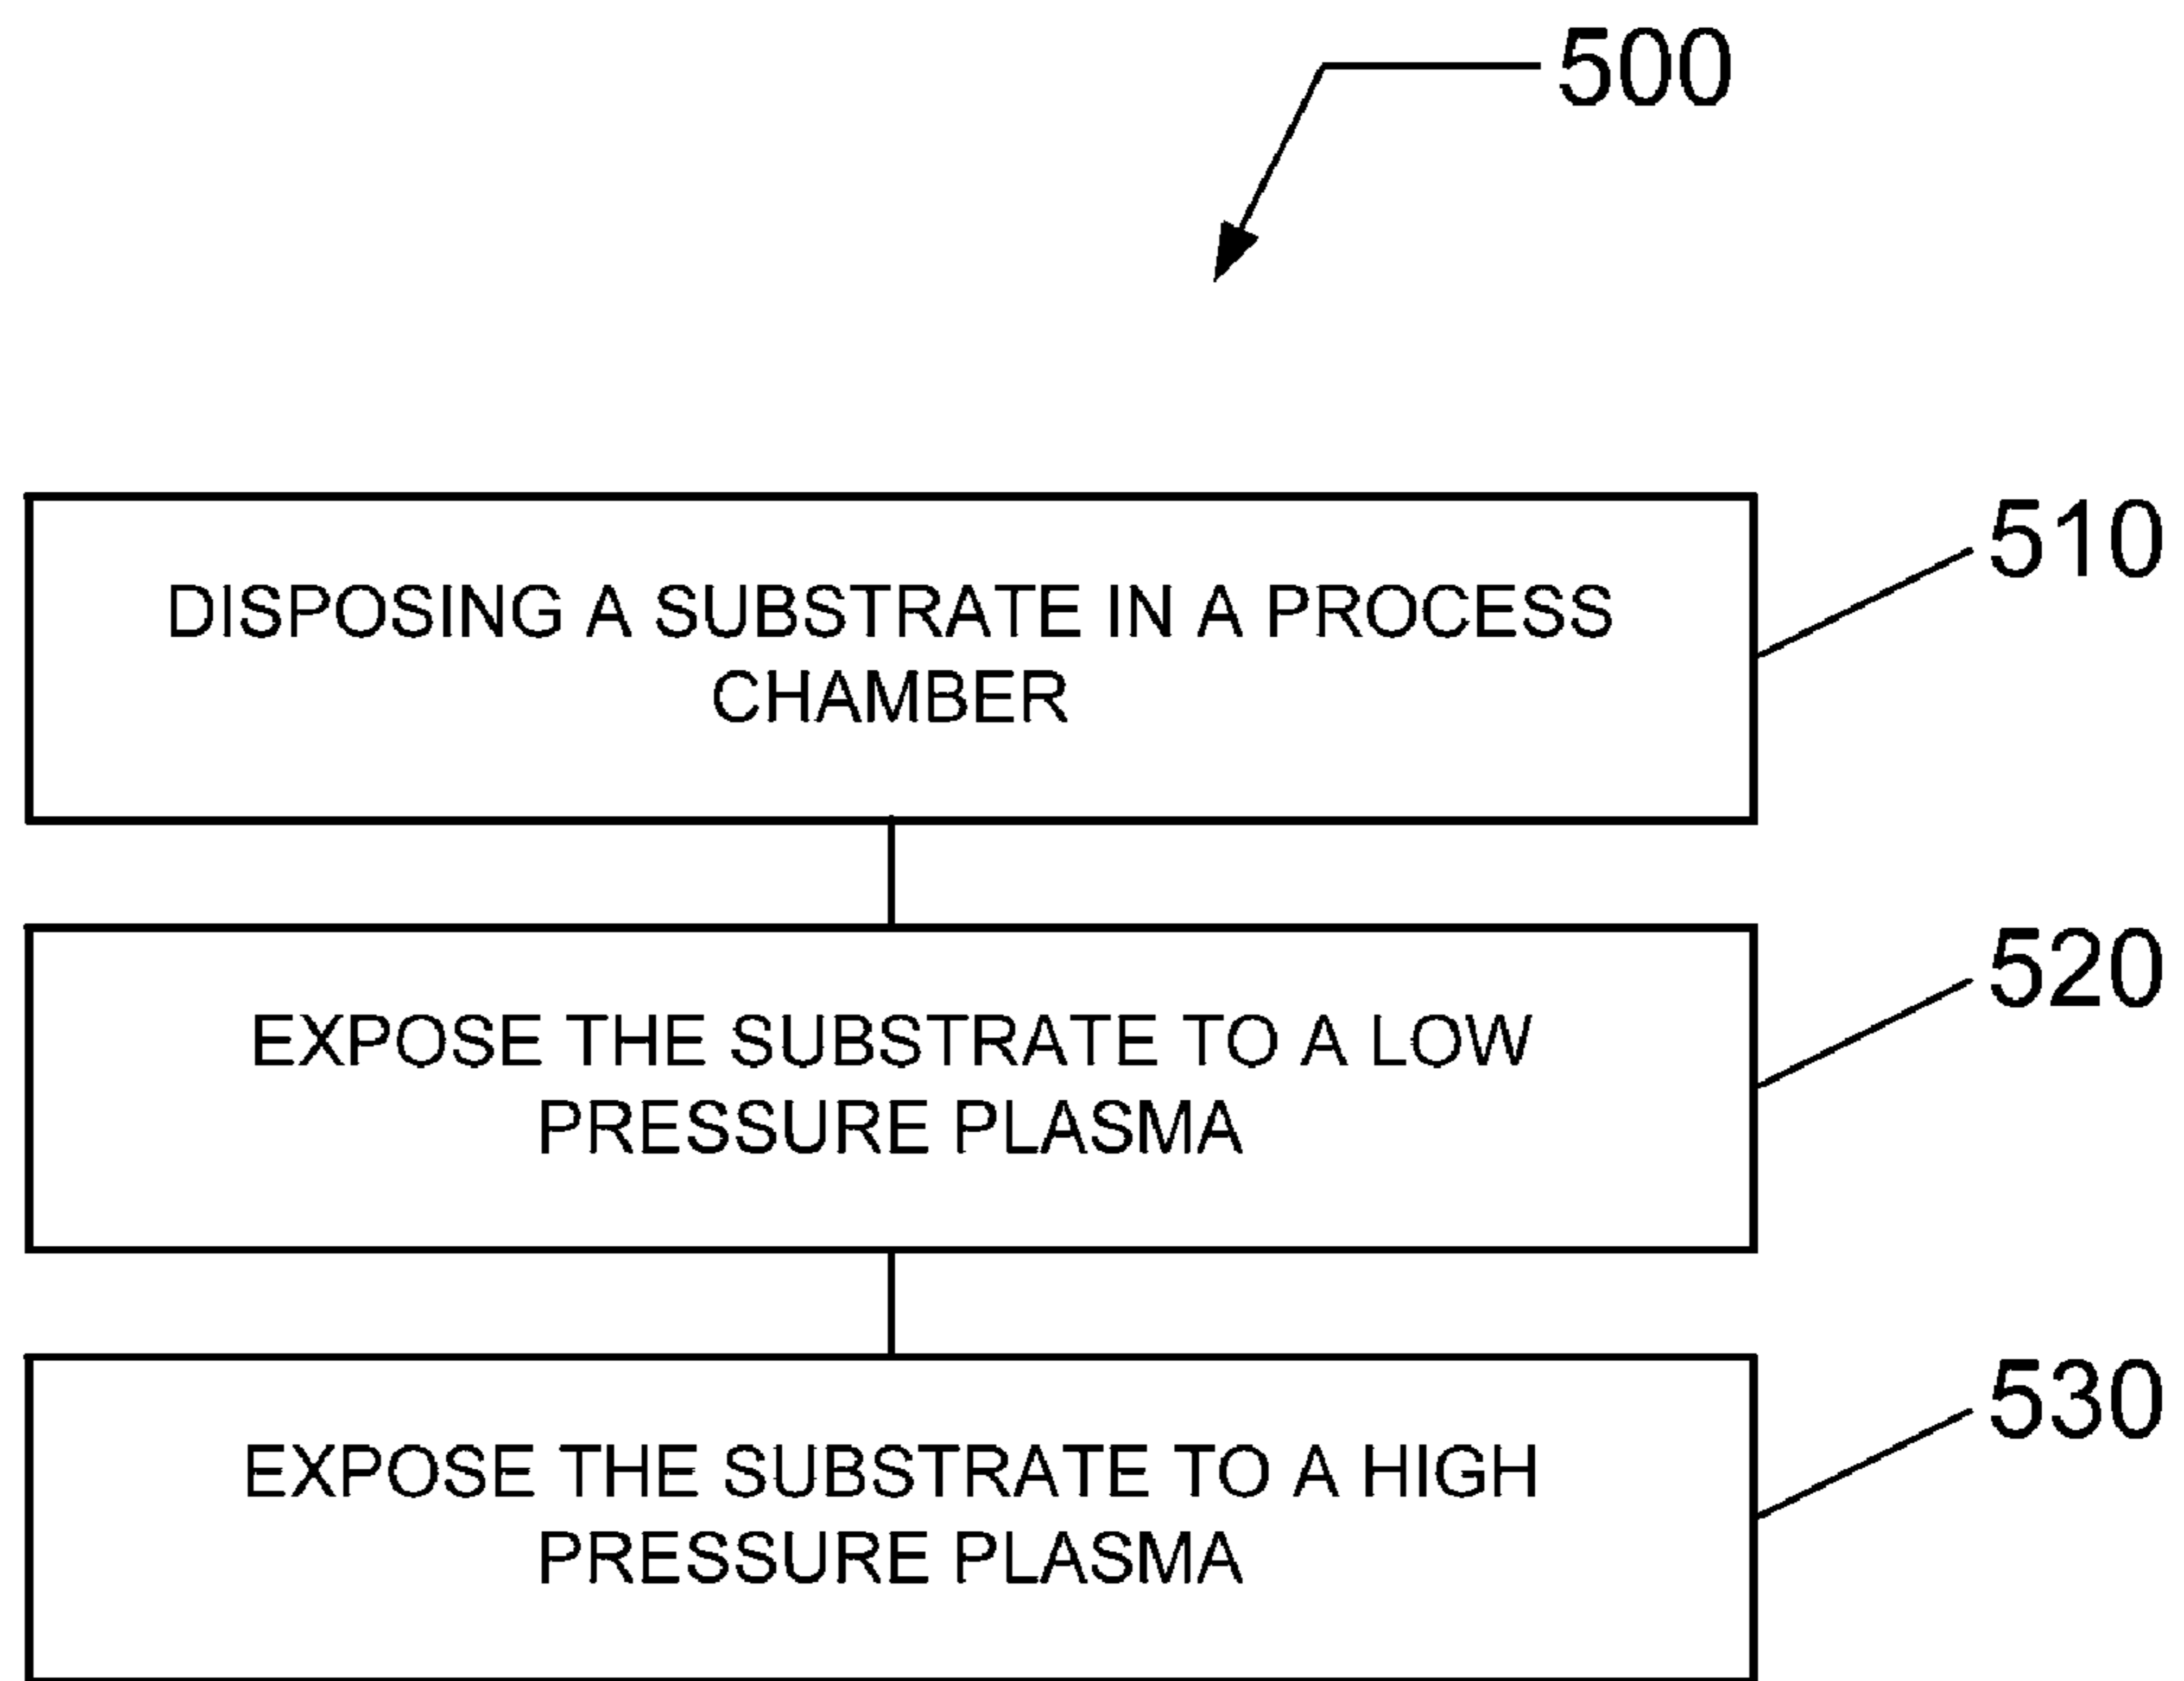 500
DISPOSING A SUBSTRATE IN A PROCESS
CHAMBER
510
EXPOSE THE SUBSTRATE TO A LOW
PRESSURE PLASMA
520
EXPOSE THE SUBSTRATE TO A HIGH
PRESSURE PLASMA
530